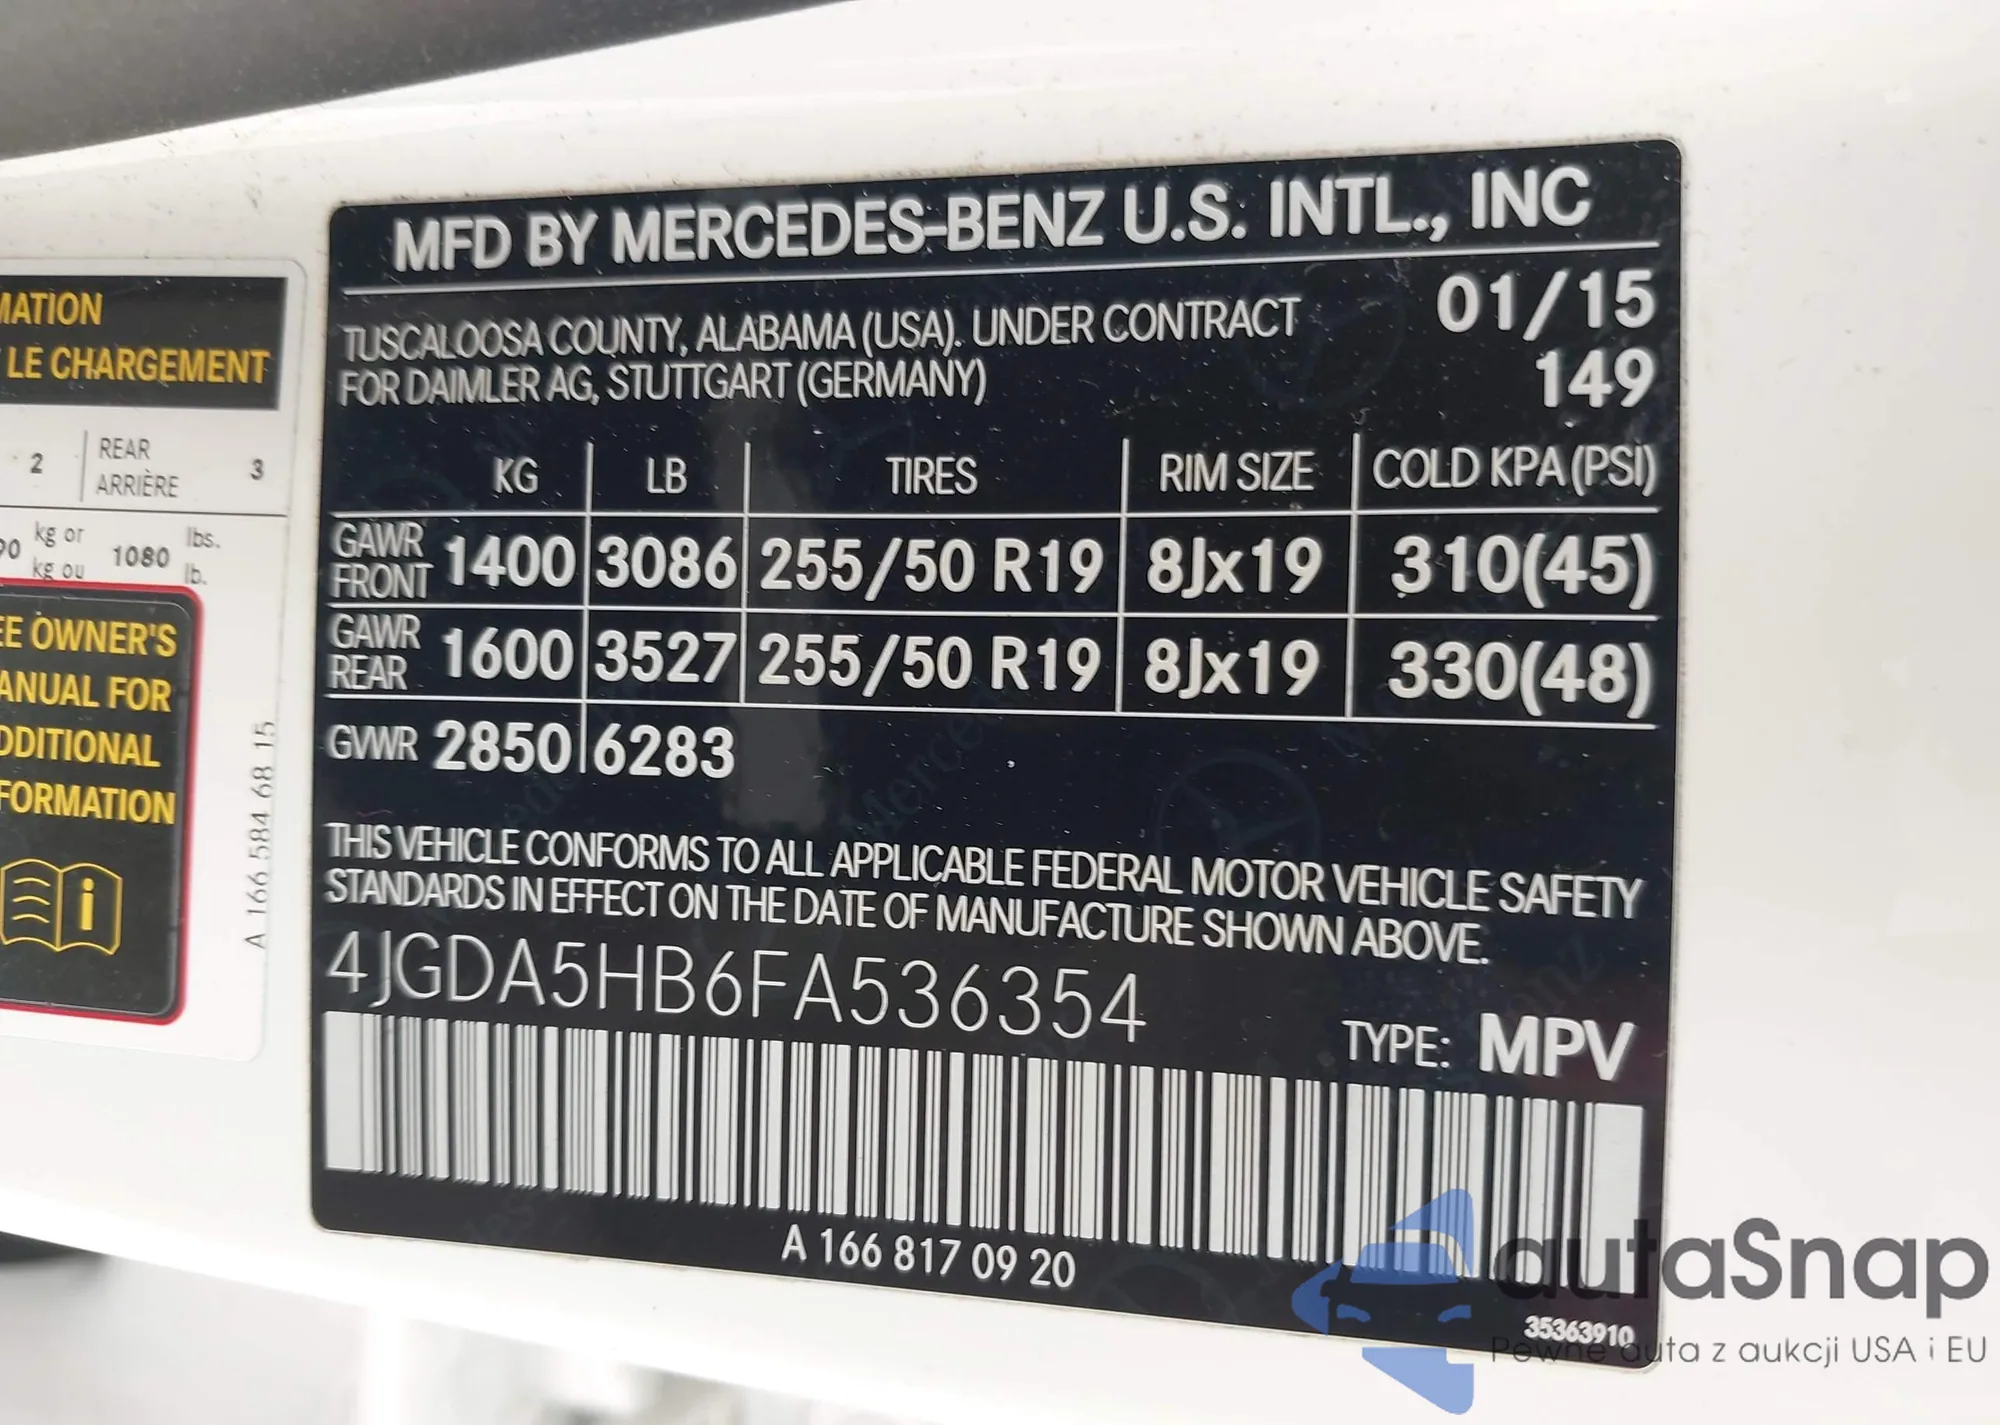 MATION
LE CHARGEMENT
2 REAR 3
ARRIÈRE
kg or 1080 lbs.
kg ou lb.
OWNER'S
FOR
FORMATION
A 166 584 68 15
MFD BY MERCEDES-BENZ U.S. INTL., INC
TUSCALOOSA COUNTY, ALABAMA (USA). UNDER CONTRACT 01/15
FOR DAIMLER AG, STUTTGART (GERMANY) 149
KG LB TIRES RIM SIZE COLD KPA (PSI)
GAWR FRONT 1400 3086 255/50 R19 8Jx19 310(45)
GAWR REAR 1600 3527 255/50 R19 8Jx19 330(48)
GVWR 2850 6283
THIS VEHICLE CONFORMS TO ALL APPLICABLE FEDERAL MOTOR VEHICLE SAFETY
STANDARDS IN EFFECT ON THE DATE OF MANUFACTURE SHOWN ABOVE.
4JGDA5HB6FA536354
TYPE: MPV
A 166 817 09 20
35363910
autaSnap
Pewne auta z aukcji USA i EU